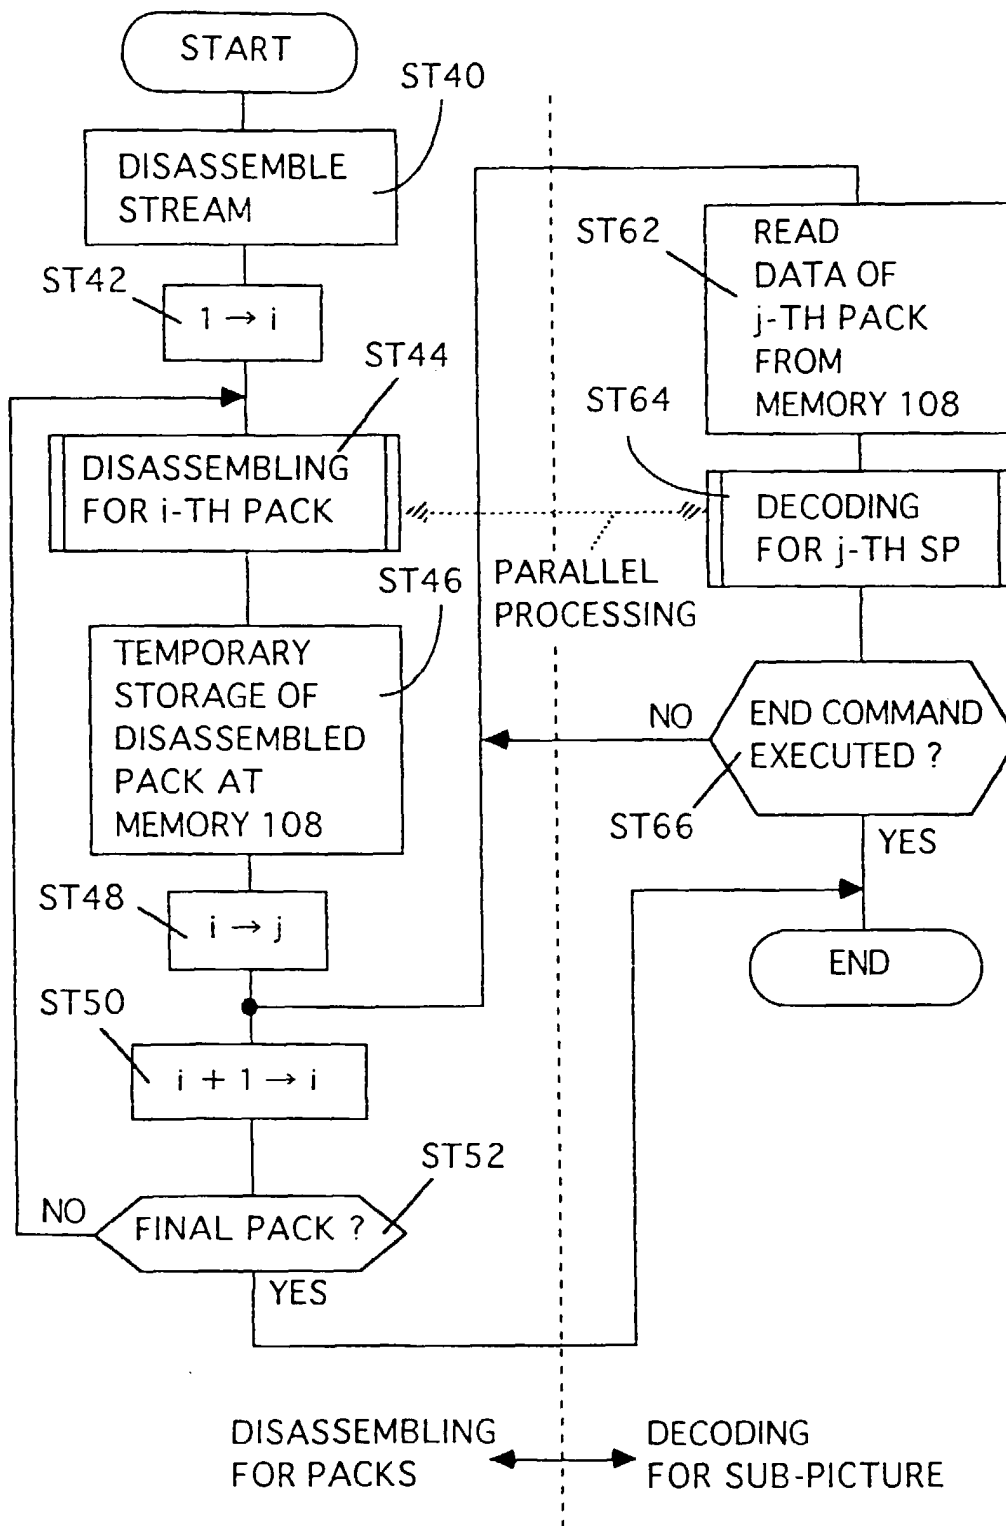 START
ST40
DISASSEMBLE
STREAM
ST42
1 → i
ST44
DISASSEMBLING
FOR i-TH PACK
ST46
TEMPORARY
STORAGE OF
DISASSEMBLED
PACK AT
MEMORY 108
ST48
i → j
ST50
i + 1 → i
ST52
NO
FINAL PACK ?
YES
ST62
READ
DATA OF
j-TH PACK
FROM
MEMORY 108
ST64
DECODING
FOR j-TH SP
PARALLEL
PROCESSING
NO
END COMMAND
EXECUTED ?
ST66
YES
END
DISASSEMBLING
FOR PACKS
DECODING
FOR SUB-PICTURE